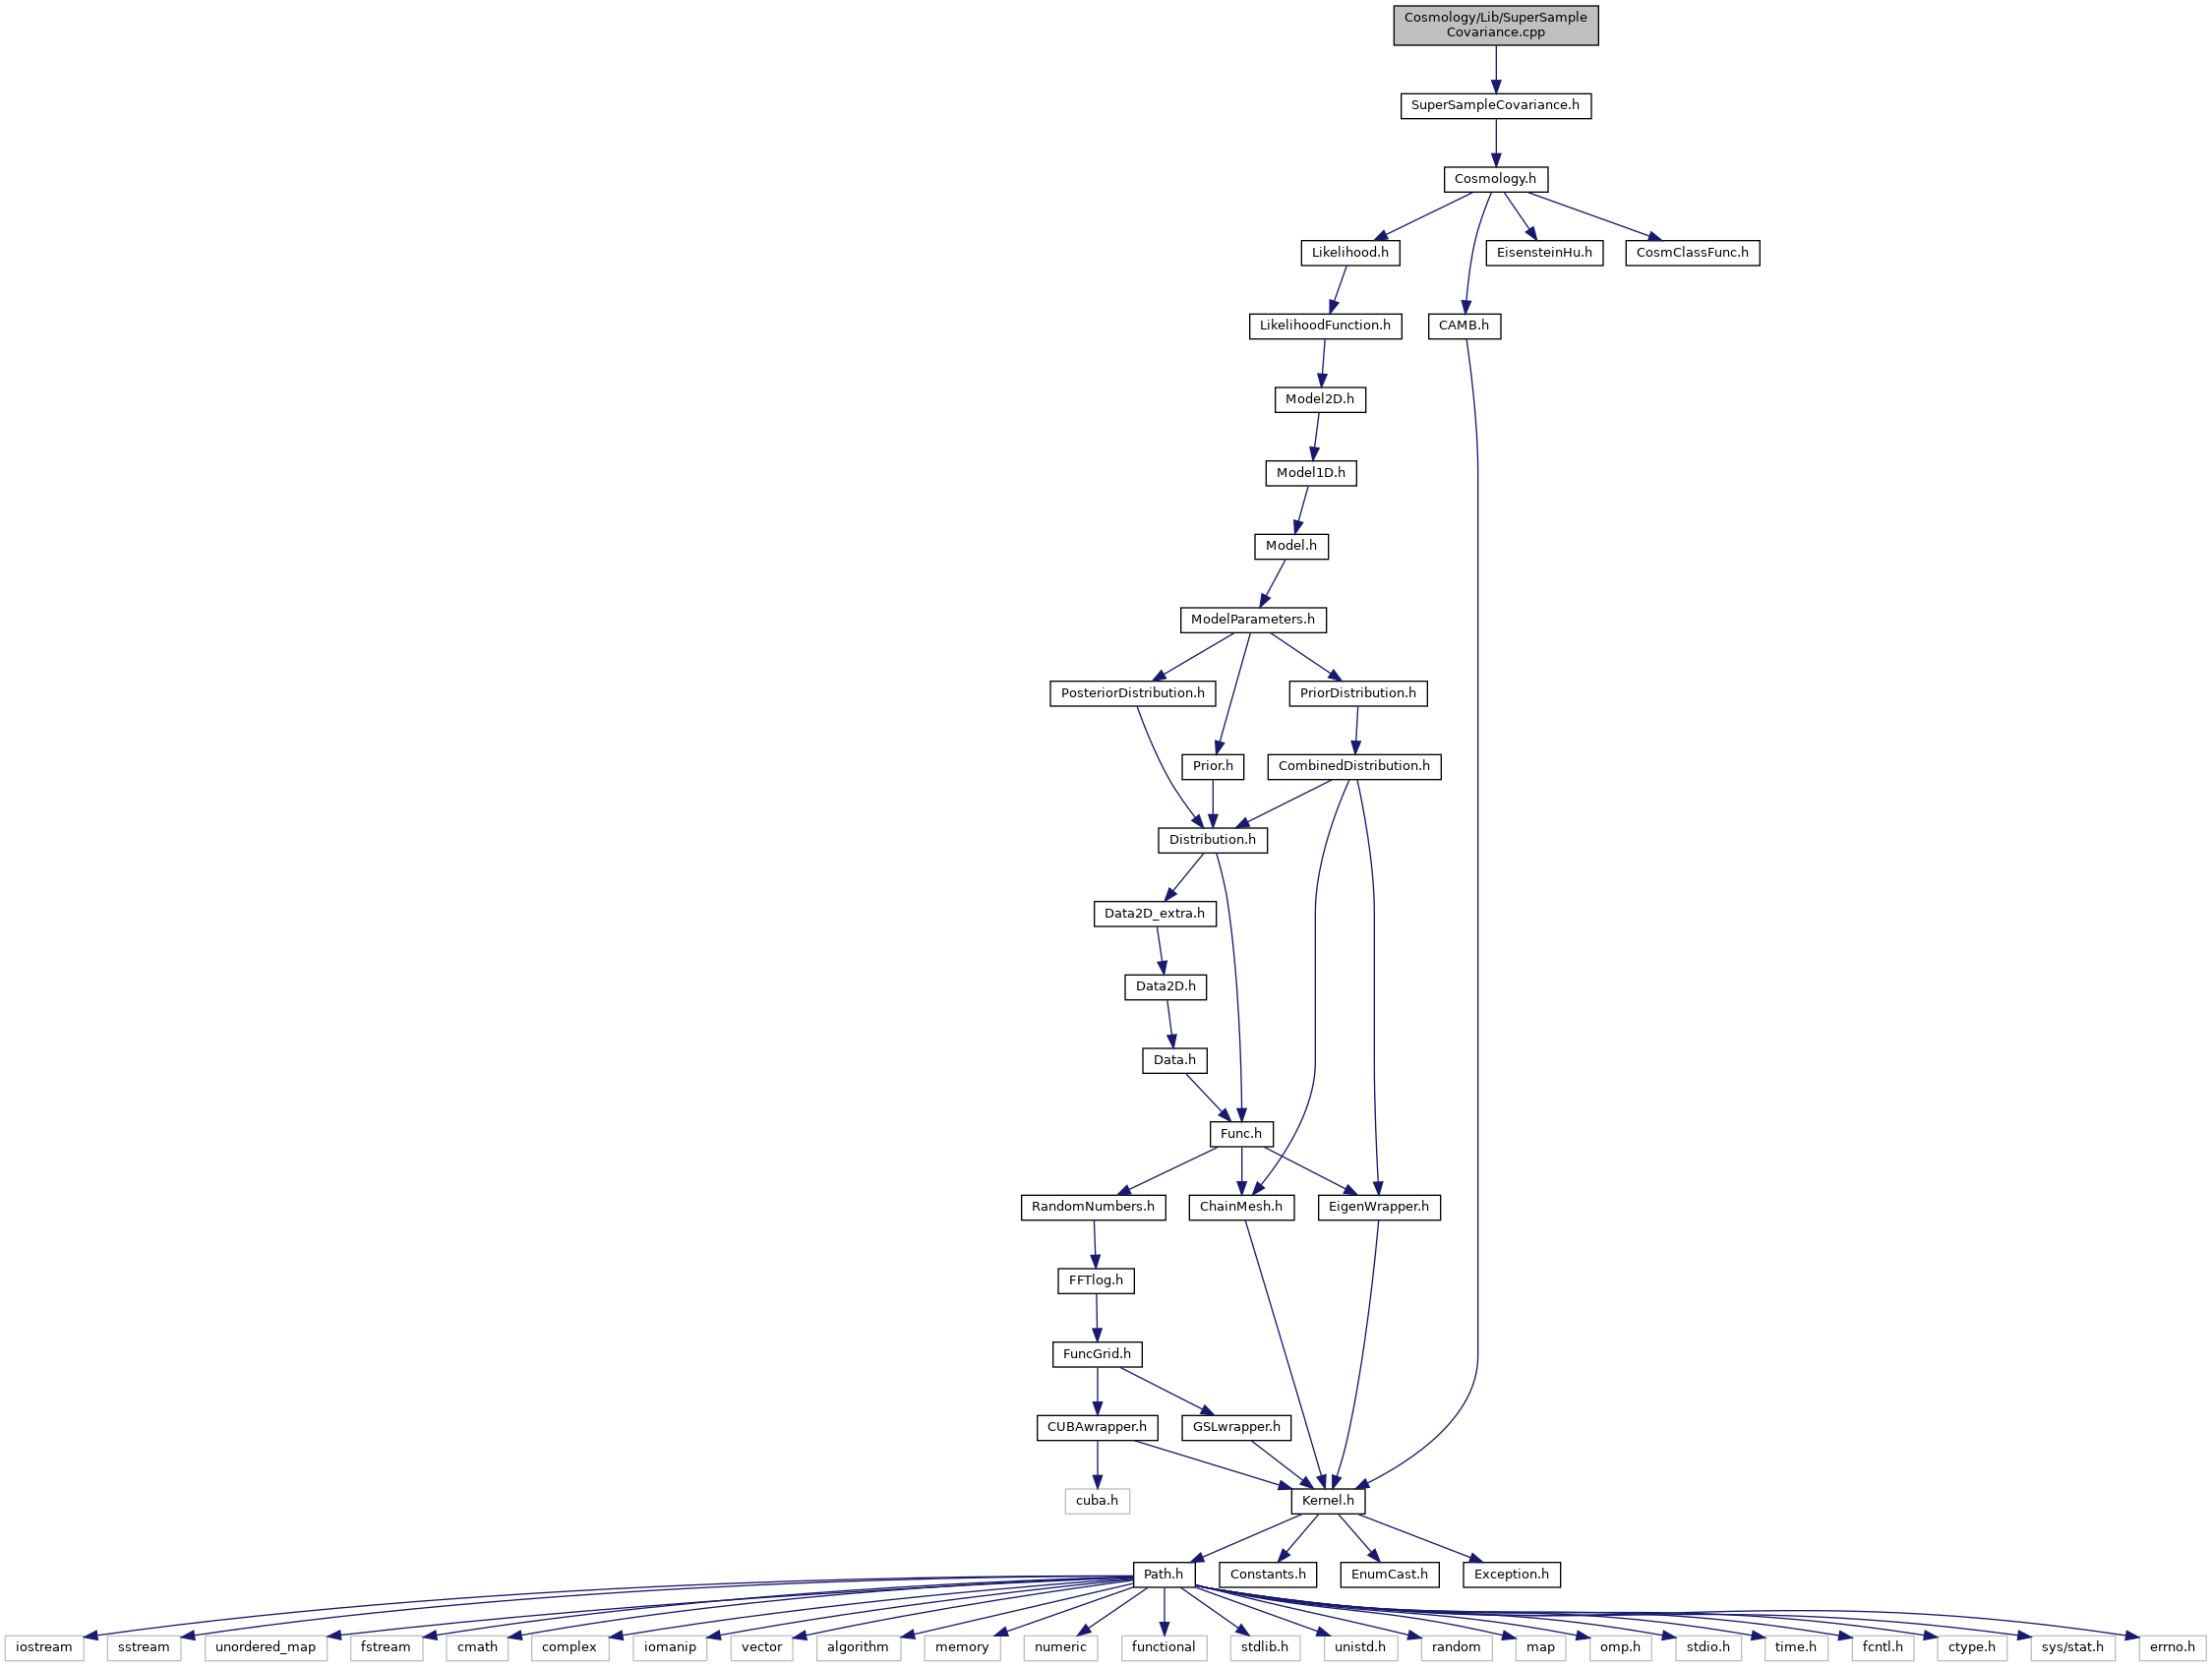 Cosmology/Lib/SuperSample
Covariance.cpp
SuperSampleCovariance.h
Cosmology.h
Likelihood.h
EisensteinHu.h
CosmClassFunc.h
LikelihoodFunction.h
CAMB.h
Model2D.h
Model1D.h
Model.h
ModelParameters.h
PosteriorDistribution.h
PriorDistribution.h
Prior.h
CombinedDistribution.h
Distribution.h
Data2D_extra.h
Data2D.h
Data.h
Func.h
RandomNumbers.h
ChainMesh.h
EigenWrapper.h
FFTlog.h
FuncGrid.h
CUBAwrapper.h
GSLwrapper.h
cuba.h
Kernel.h
Path.h
Constants.h
EnumCast.h
Exception.h
iostream
sstream
unordered_map
fstream
cmath
complex
iomanip
vector
algorithm
memory
numeric
functional
stdlib.h
unistd.h
random
map
omp.h
stdio.h
time.h
fcntl.h
ctype.h
sys/stat.h
errno.h